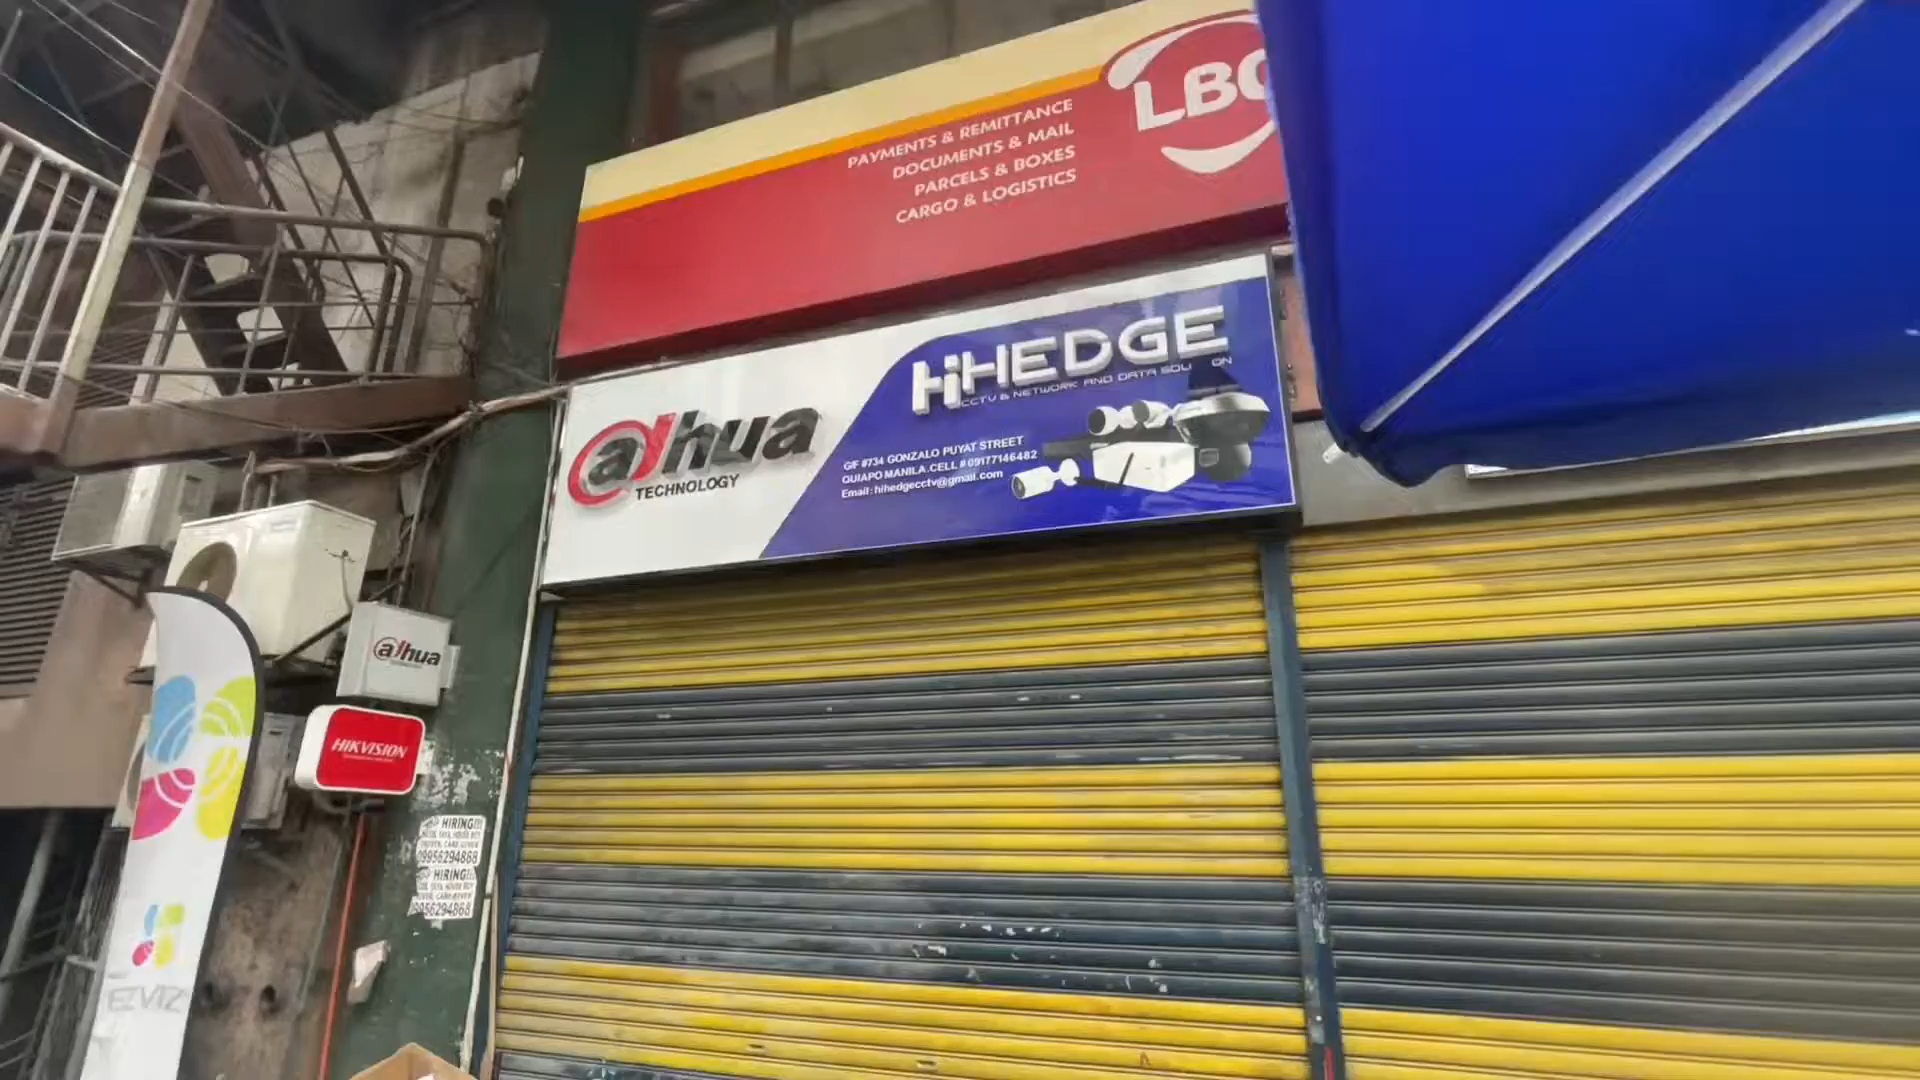 LBC
PAYMENTS & REMITTANCE
DOCUMENTS & MAIL
PARCELS & BOXES
CARGO & LOGISTICS
alhua
TECHNOLOGY
HiHEDGE
CCTV & NETWORK AND DATA SOLU ON
G/F #734 GONZALO PUYAT STREET
QUIAPO MANILA.CELL # 09177146482
Email: hihedgecctv@gmail.com
alhua
HIKVISION
HIRING!!!
09956294868
HIRING!!
09956294868
EZVIZ